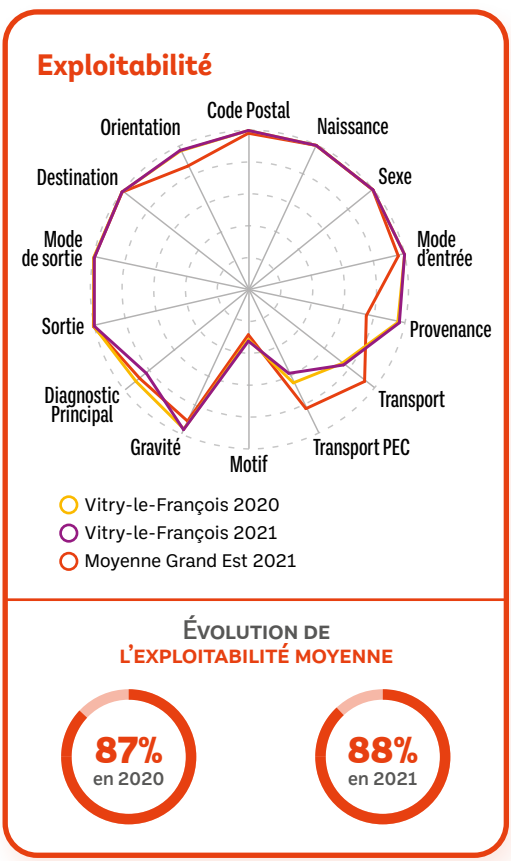 Exploitabilité
Code Postal
Orientation
Naissance
Destination
Sexe
Mode
de sortie
Mode
d'entrée
Sortie
Provenance
Diagnostic
Principal
Transport
Gravité
Transport PEC
Motif
Vitry-le-François 2020
Vitry-le-François 2021
Moyenne Grand Est 2021
ÉVOLUTION DE
L'EXPLOITABILITÉ MOYENNE
87%
en 2020
88%
en 2021